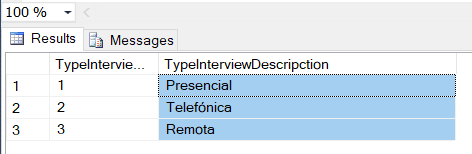 100 %
Results Messages
TypeIntervie... TypeInterviewDescripction
1 1 Presencial
2 2 Telefónica
3 3 Remota